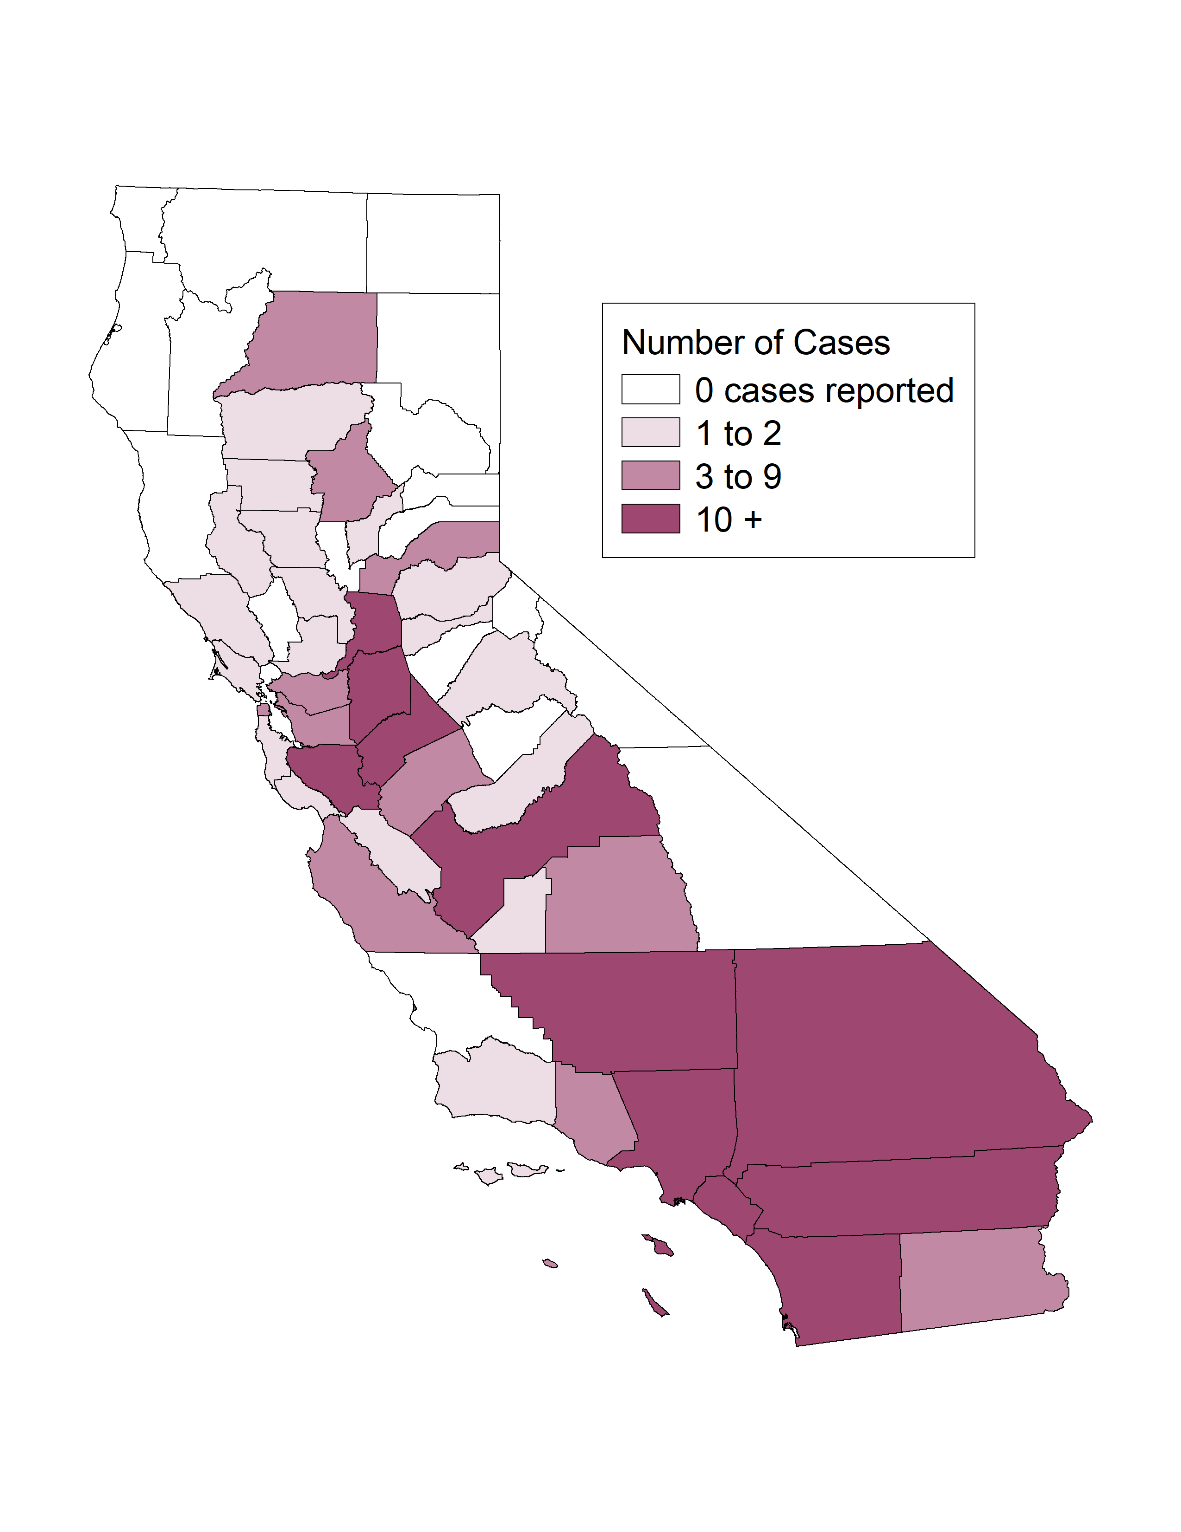 Number of Cases
0 cases reported
1 to 2
3 to 9
10 +